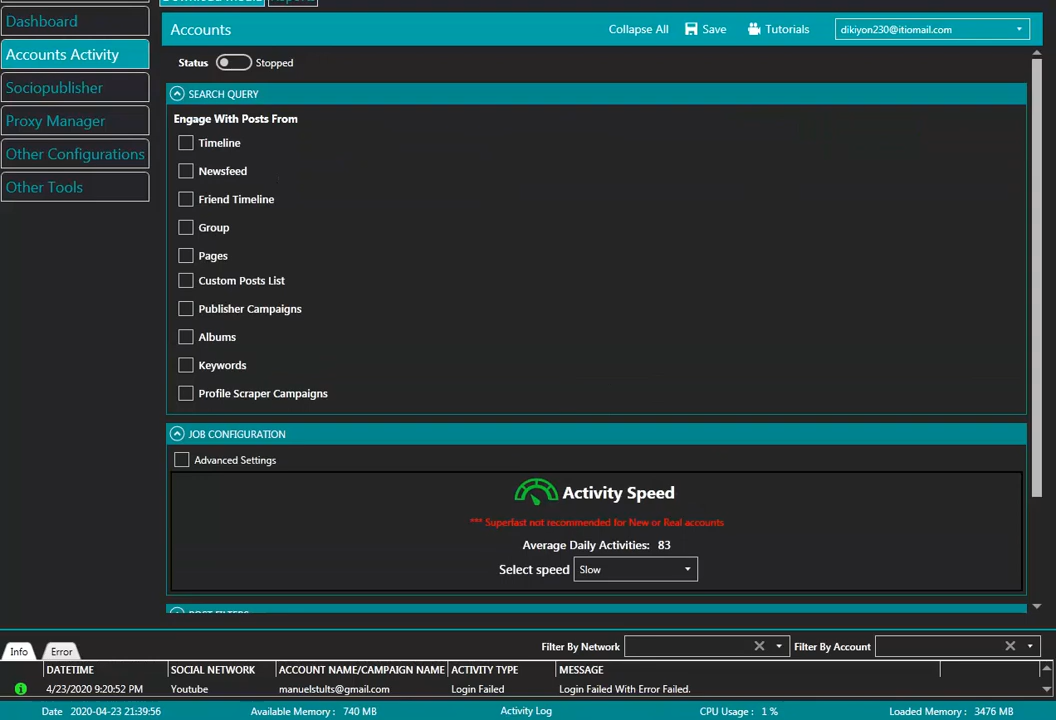 Download Media Reports
Dashboard
Accounts Activity
Sociopublisher
Proxy Manager
Other Configurations
Other Tools
Accounts Collapse All Save Tutorials dikiyon230@itiomail.com
Status Stopped
SEARCH QUERY
Engage With Posts From
Timeline
Newsfeed
Friend Timeline
Group
Pages
Custom Posts List
Publisher Campaigns
Albums
Keywords
Profile Scraper Campaigns
JOB CONFIGURATION
Advanced Settings
Activity Speed
*** Superfast not recommended for New or Real accounts
Average Daily Activities: 83
Select speed Slow
POST FILTERS
Info Error Filter By Network Filter By Account
DATETIME SOCIAL NETWORK ACCOUNT NAME/CAMPAIGN NAME ACTIVITY TYPE MESSAGE
4/23/2020 9:20:52 PM Youtube manuelstults@gmail.com Login Failed Login Failed With Error Failed.
Date 2020-04-23 21:39:56 Available Memory : 740 MB Activity Log CPU Usage : 1 % Loaded Memory : 3476 MB